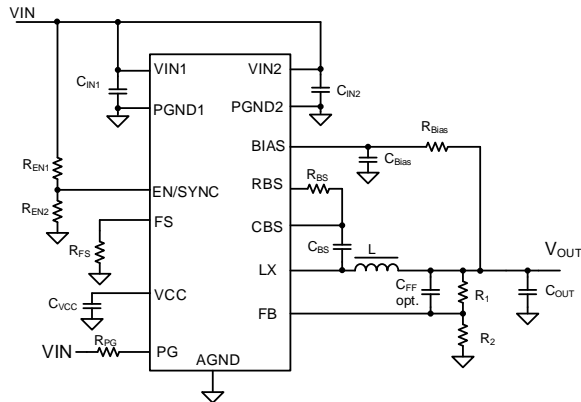 VIN
VIN1
VIN2
CIN1
CIN2
PGND1
PGND2
BIAS
RBias
CBias
REN1
RBS
RBS
EN/SYNC
REN2
FS
CBS
RFS
CBS
L
LX
VOUT
VCC
CVCC
CFF
opt.
R1
COUT
FB
R2
VIN
RPG
PG
AGND